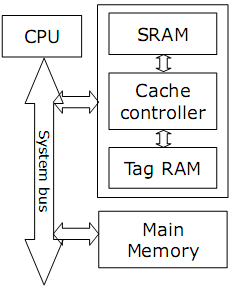 CPU
SRAM
Cache
controller
Tag RAM
System bus
Main
Memory